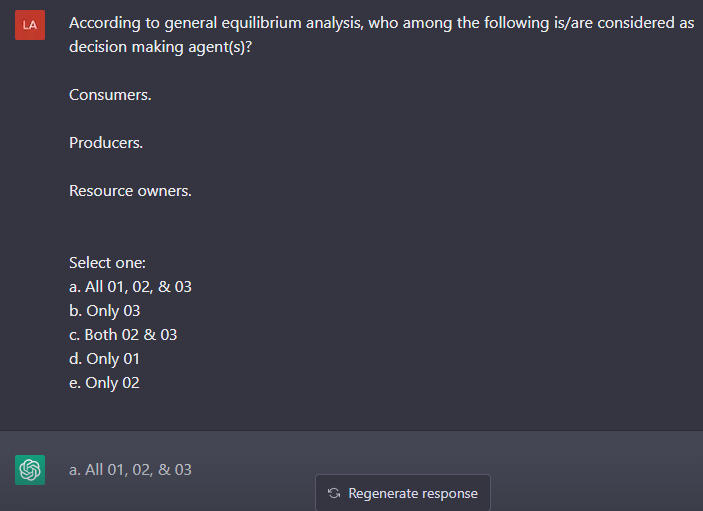 LA
According to general equilibrium analysis, who among the following is/are considered as
decision making agent(s)?
Consumers.
Producers.
Resource owners.
Select one:
a. All 01, 02, & 03
b. Only 03
c. Both 02 & 03
d. Only 01
e. Only 02
a. All 01, 02, & 03
Regenerate response